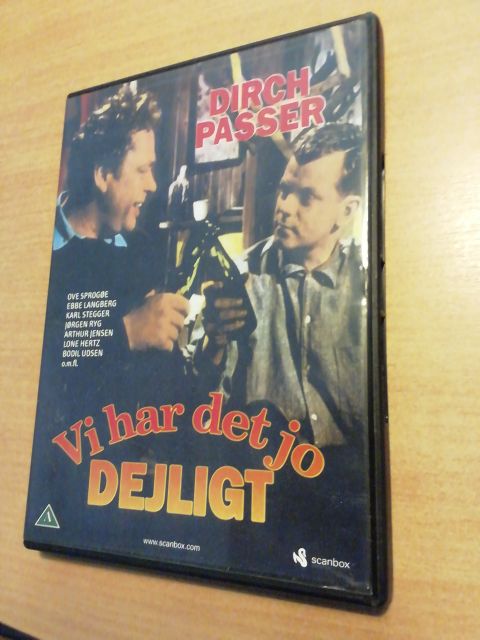 DIRCH
PASSER
OVE SPROGØE
EBBE LANGBERG
KARL STEGGER
JØRGEN RYG
ARTHUR JENSEN
LONE HERTZ
BODIL UDSEN
o.m.fl.
Vi har det jo
DEJLIGT
A
www.scanbox.com
scanbox